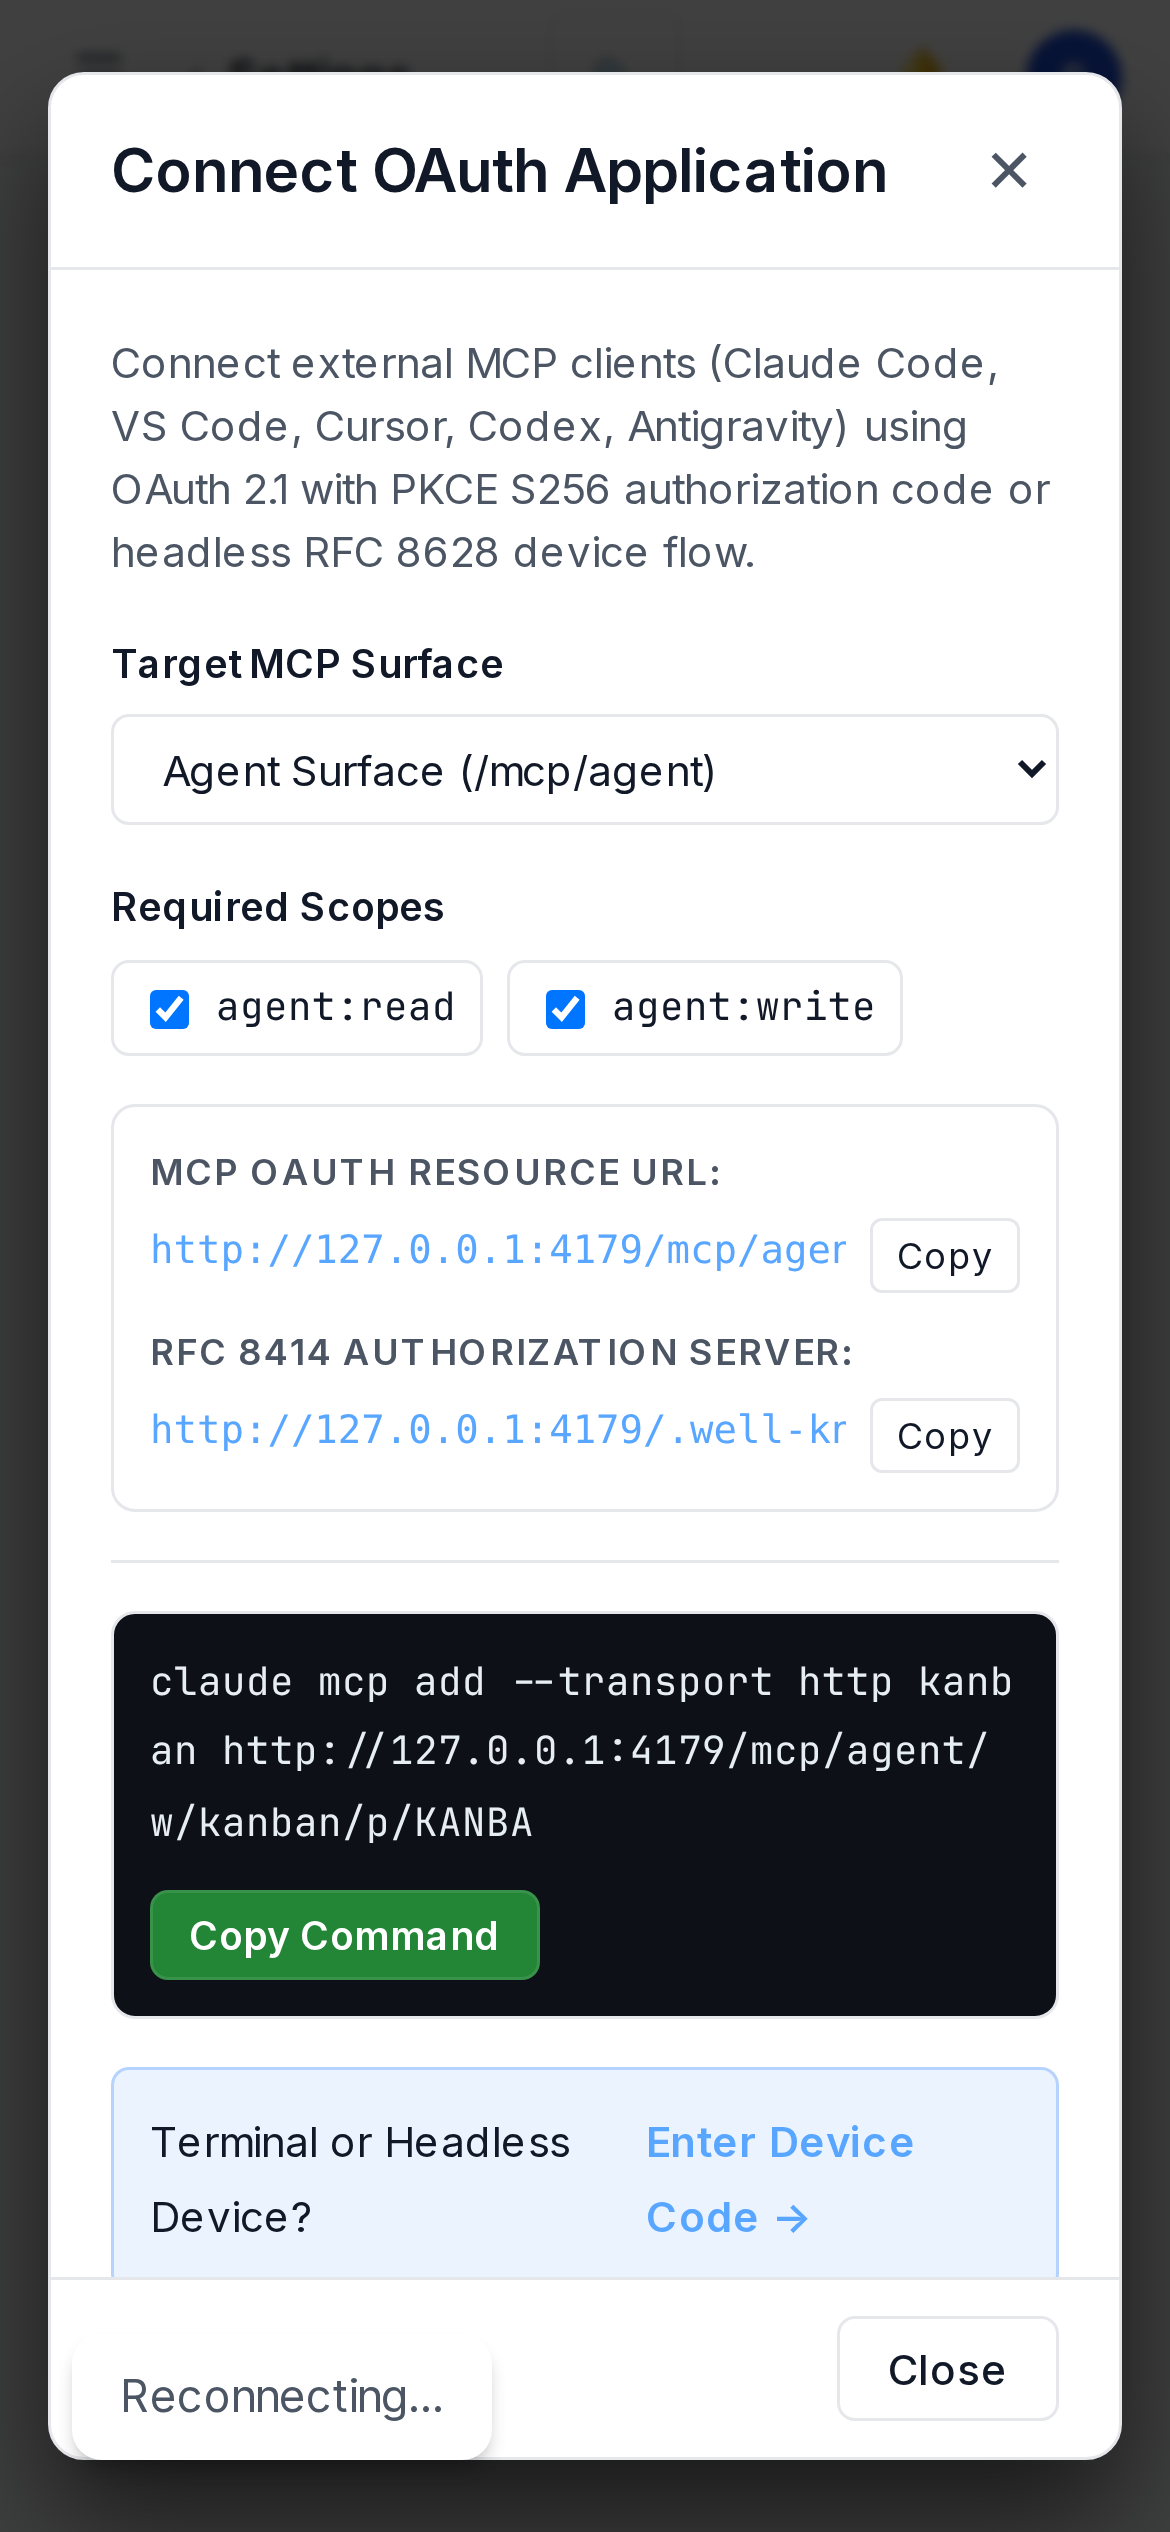 Connect OAuth Application
Connect external MCP clients (Claude Code,
VS Code, Cursor, Codex, Antigravity) using
OAuth 2.1 with PKCE S256 authorization code or
headless RFC 8628 device flow.
Target MCP Surface
Agent Surface (/mcp/agent)
Required Scopes
agent:read agent:write
MCP OAUTH RESOURCE URL:
http://127.0.0.1:4179/mcp/ager Copy
RFC 8414 AUTHORIZATION SERVER:
http://127.0.0.1:4179/.well-kr Copy
claude mcp add --transport http kanb
an http://127.0.0.1:4179/mcp/agent/
w/kanban/p/KANBA
Copy Command
Terminal or Headless Enter Device
Device? Code →
Close
Reconnecting...